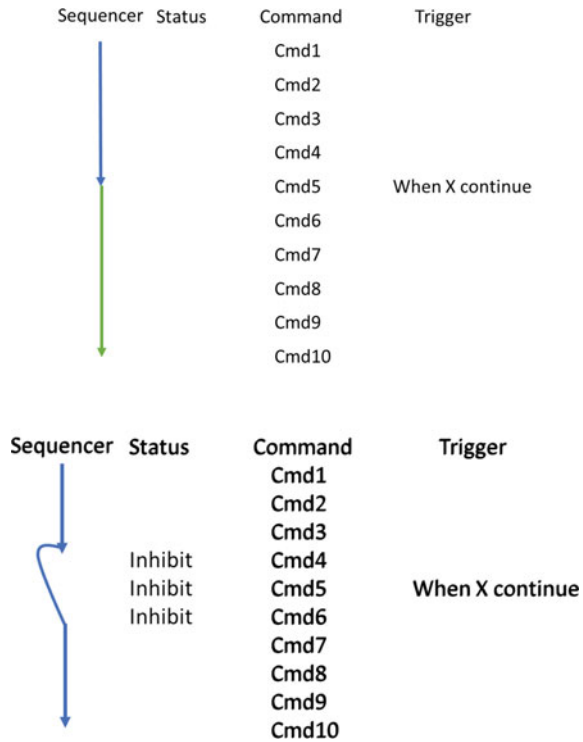 Sequencer Status Command Trigger
Cmd1
Cmd2
Cmd3
Cmd4
Cmd5 When X continue
Cmd6
Cmd7
Cmd8
Cmd9
Cmd10
Sequencer Status Command Trigger
Cmd1
Cmd2
Cmd3
Inhibit Cmd4
Inhibit Cmd5 When X continue
Inhibit Cmd6
Cmd7
Cmd8
Cmd9
Cmd10